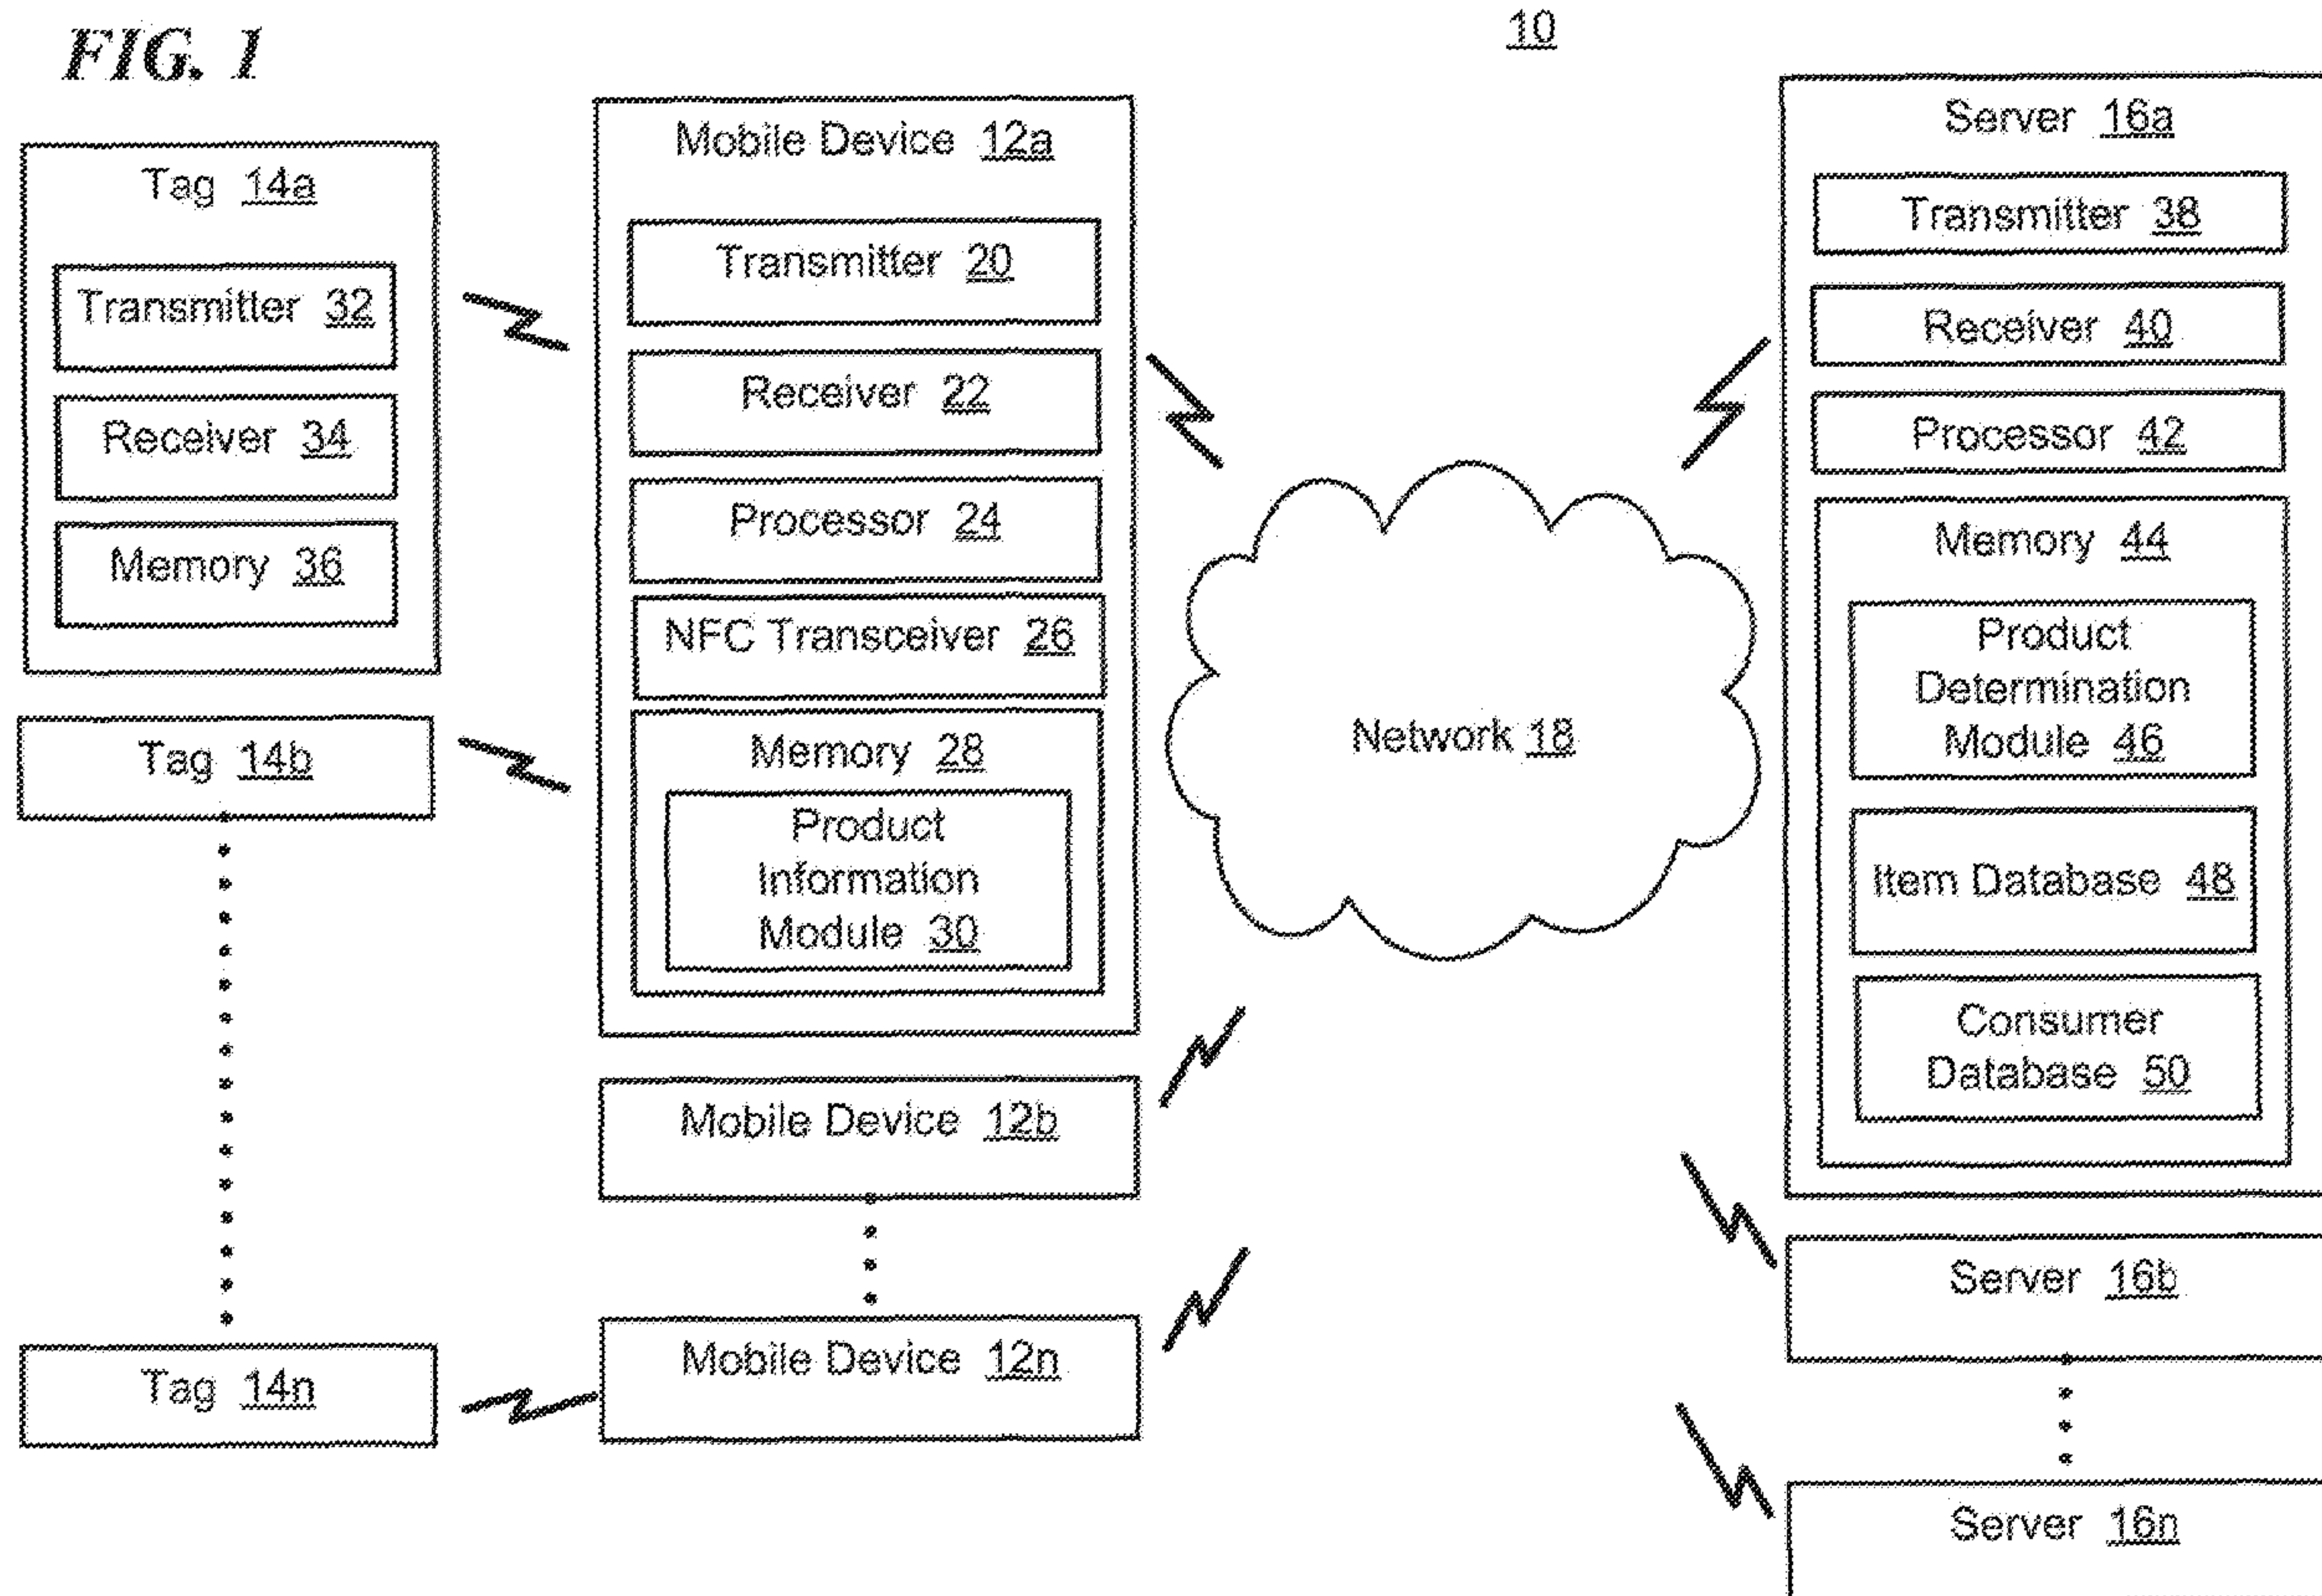 FIG. 1
10
Tag 14a
Transmitter 32
Receiver 34
Memory 36
Tag 14b
Tag 14n
Mobile Device 12a
Transmitter 20
Receiver 22
Processor 24
NFC Transceiver 26
Memory 28
Product
Information
Module 30
Mobile Device 12b
Mobile Device 12n
Network 18
Server 16a
Transmitter 38
Receiver 40
Processor 42
Memory 44
Product
Determination
Module 46
Item Database 48
Consumer
Database 50
Server 16b
Server 16n